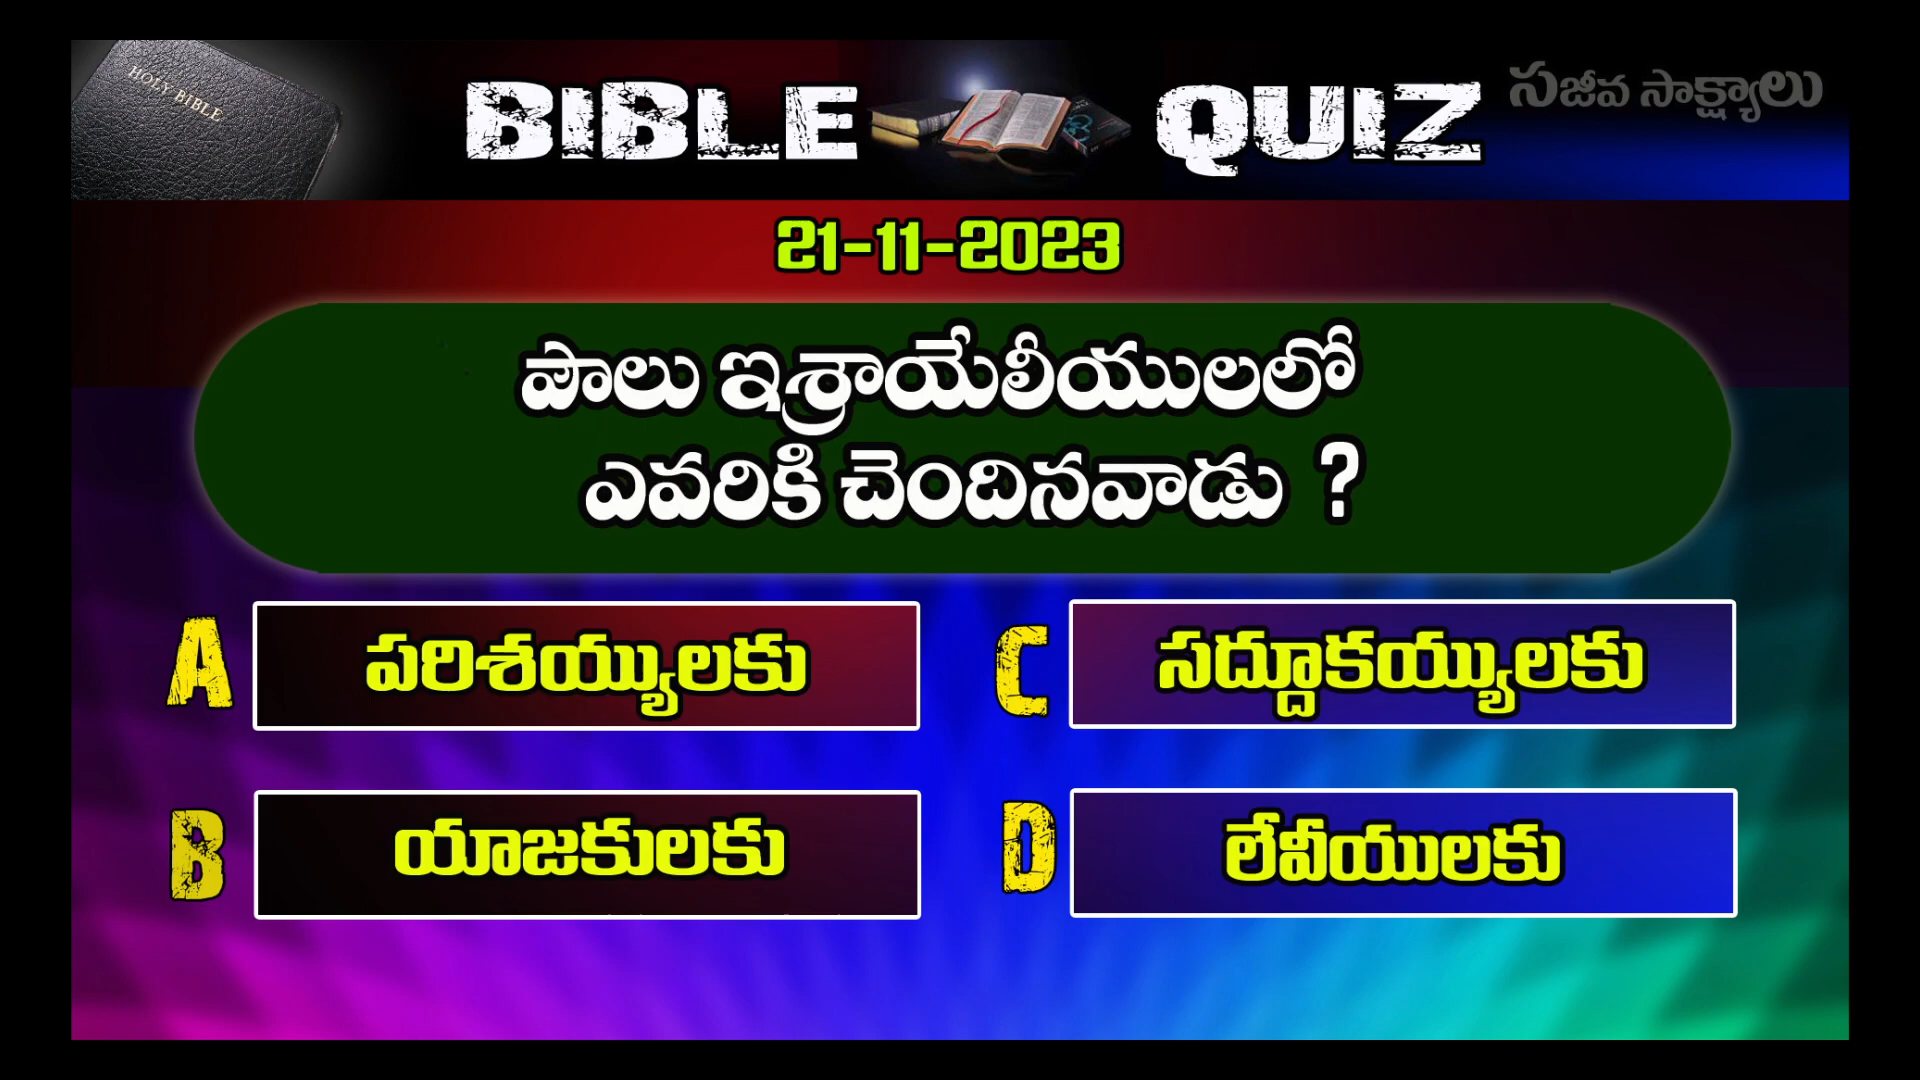 HOLY BIBLE
BIBLE QUIZ
సజీవ సాక్ష్యాలు
21-11-2023
పౌలు ఇశ్రాయేలీయులలో
ఎవరికి చెందినవాడు ?
A పరిశయ్యులకు
C సద్దూకయ్యులకు
B యాజకులకు
D లేవీయులకు